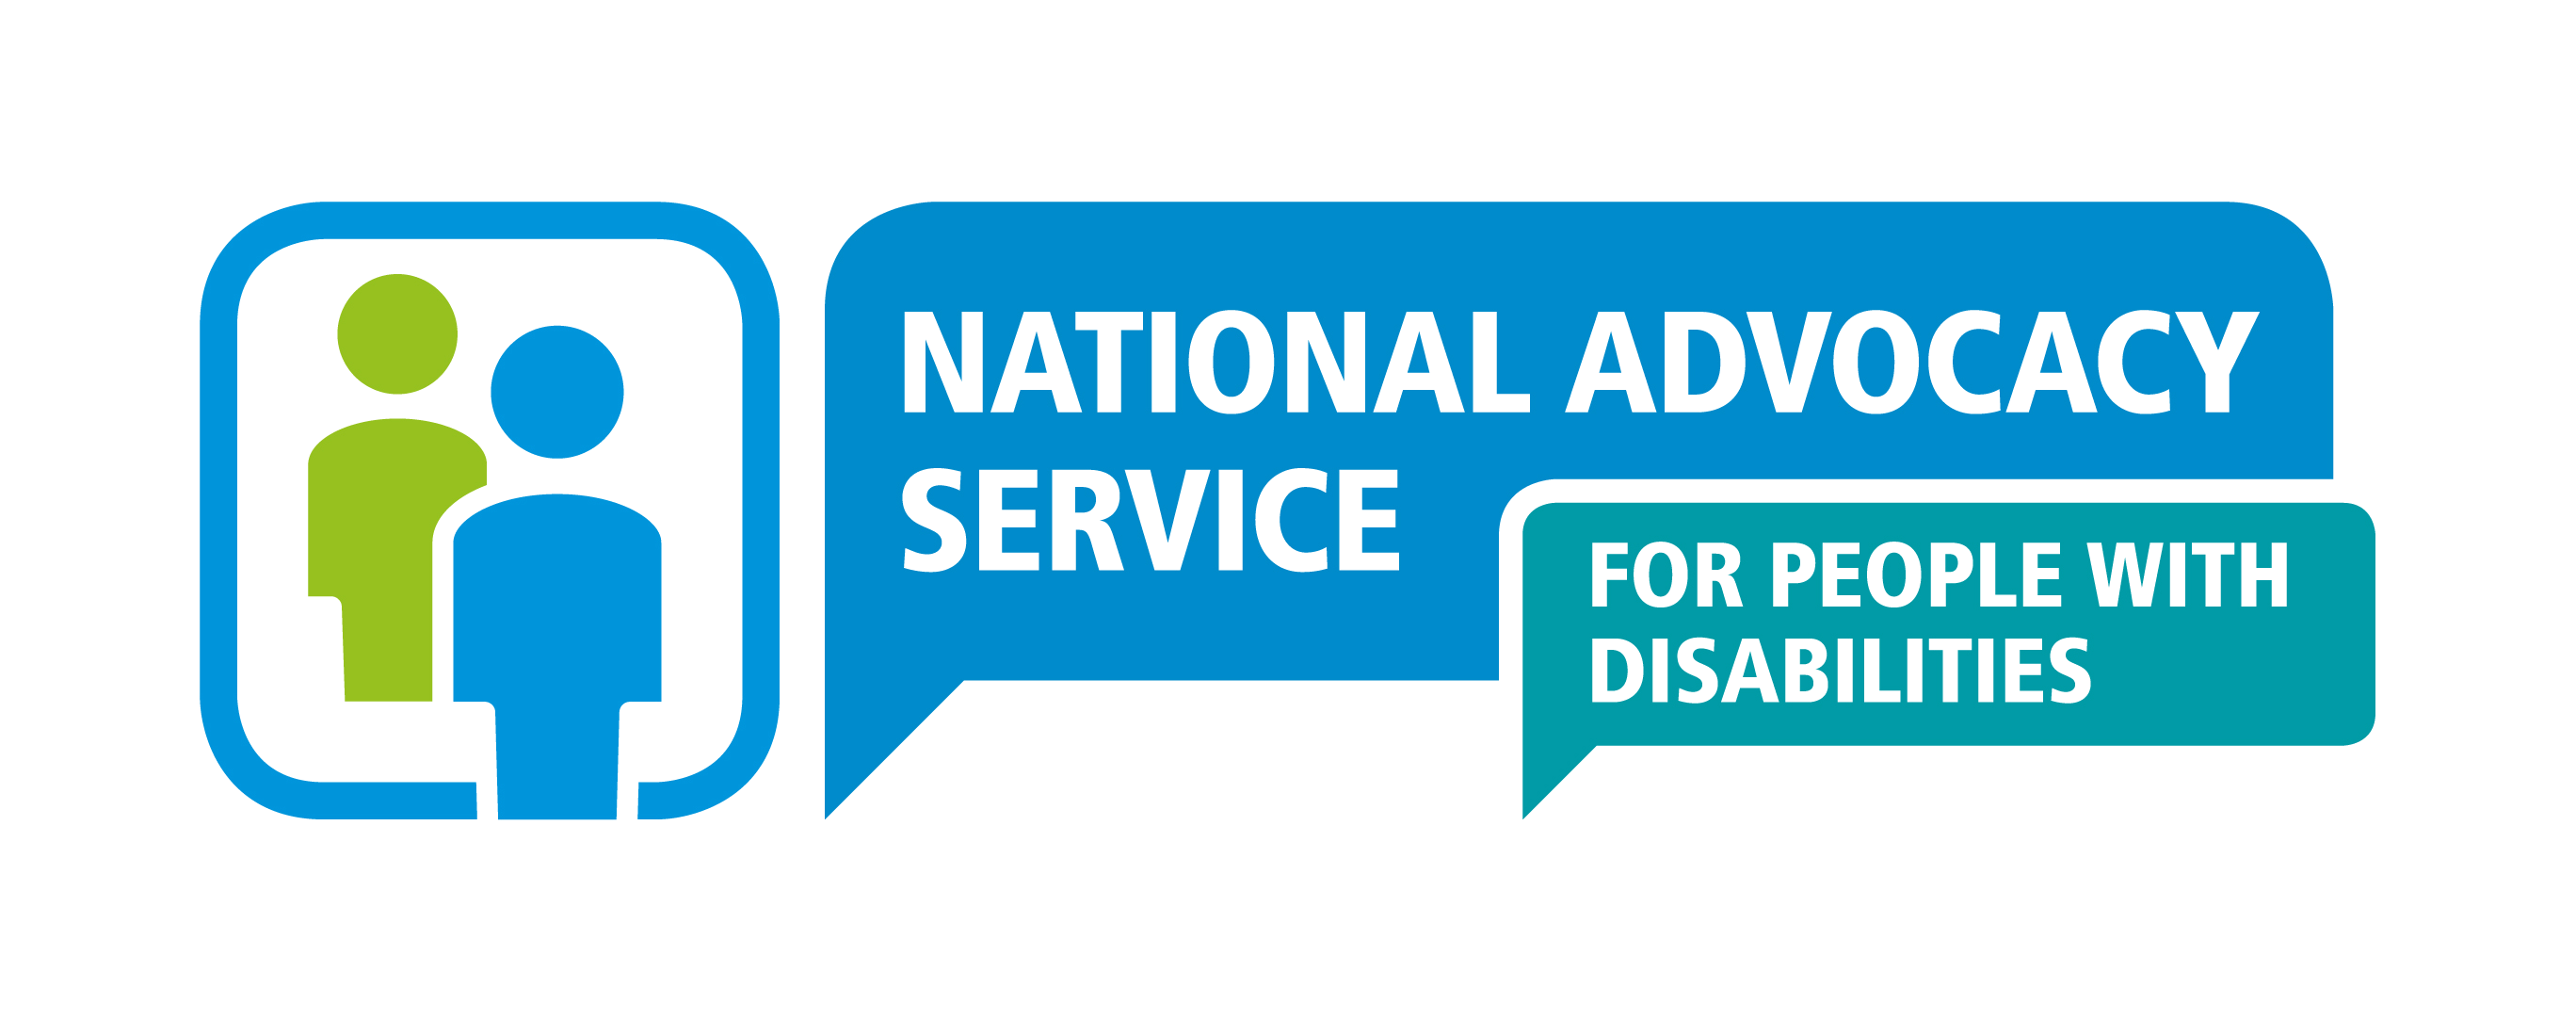 NATIONAL ADVOCACY
SERVICE
FOR PEOPLE WITH
DISABILITIES